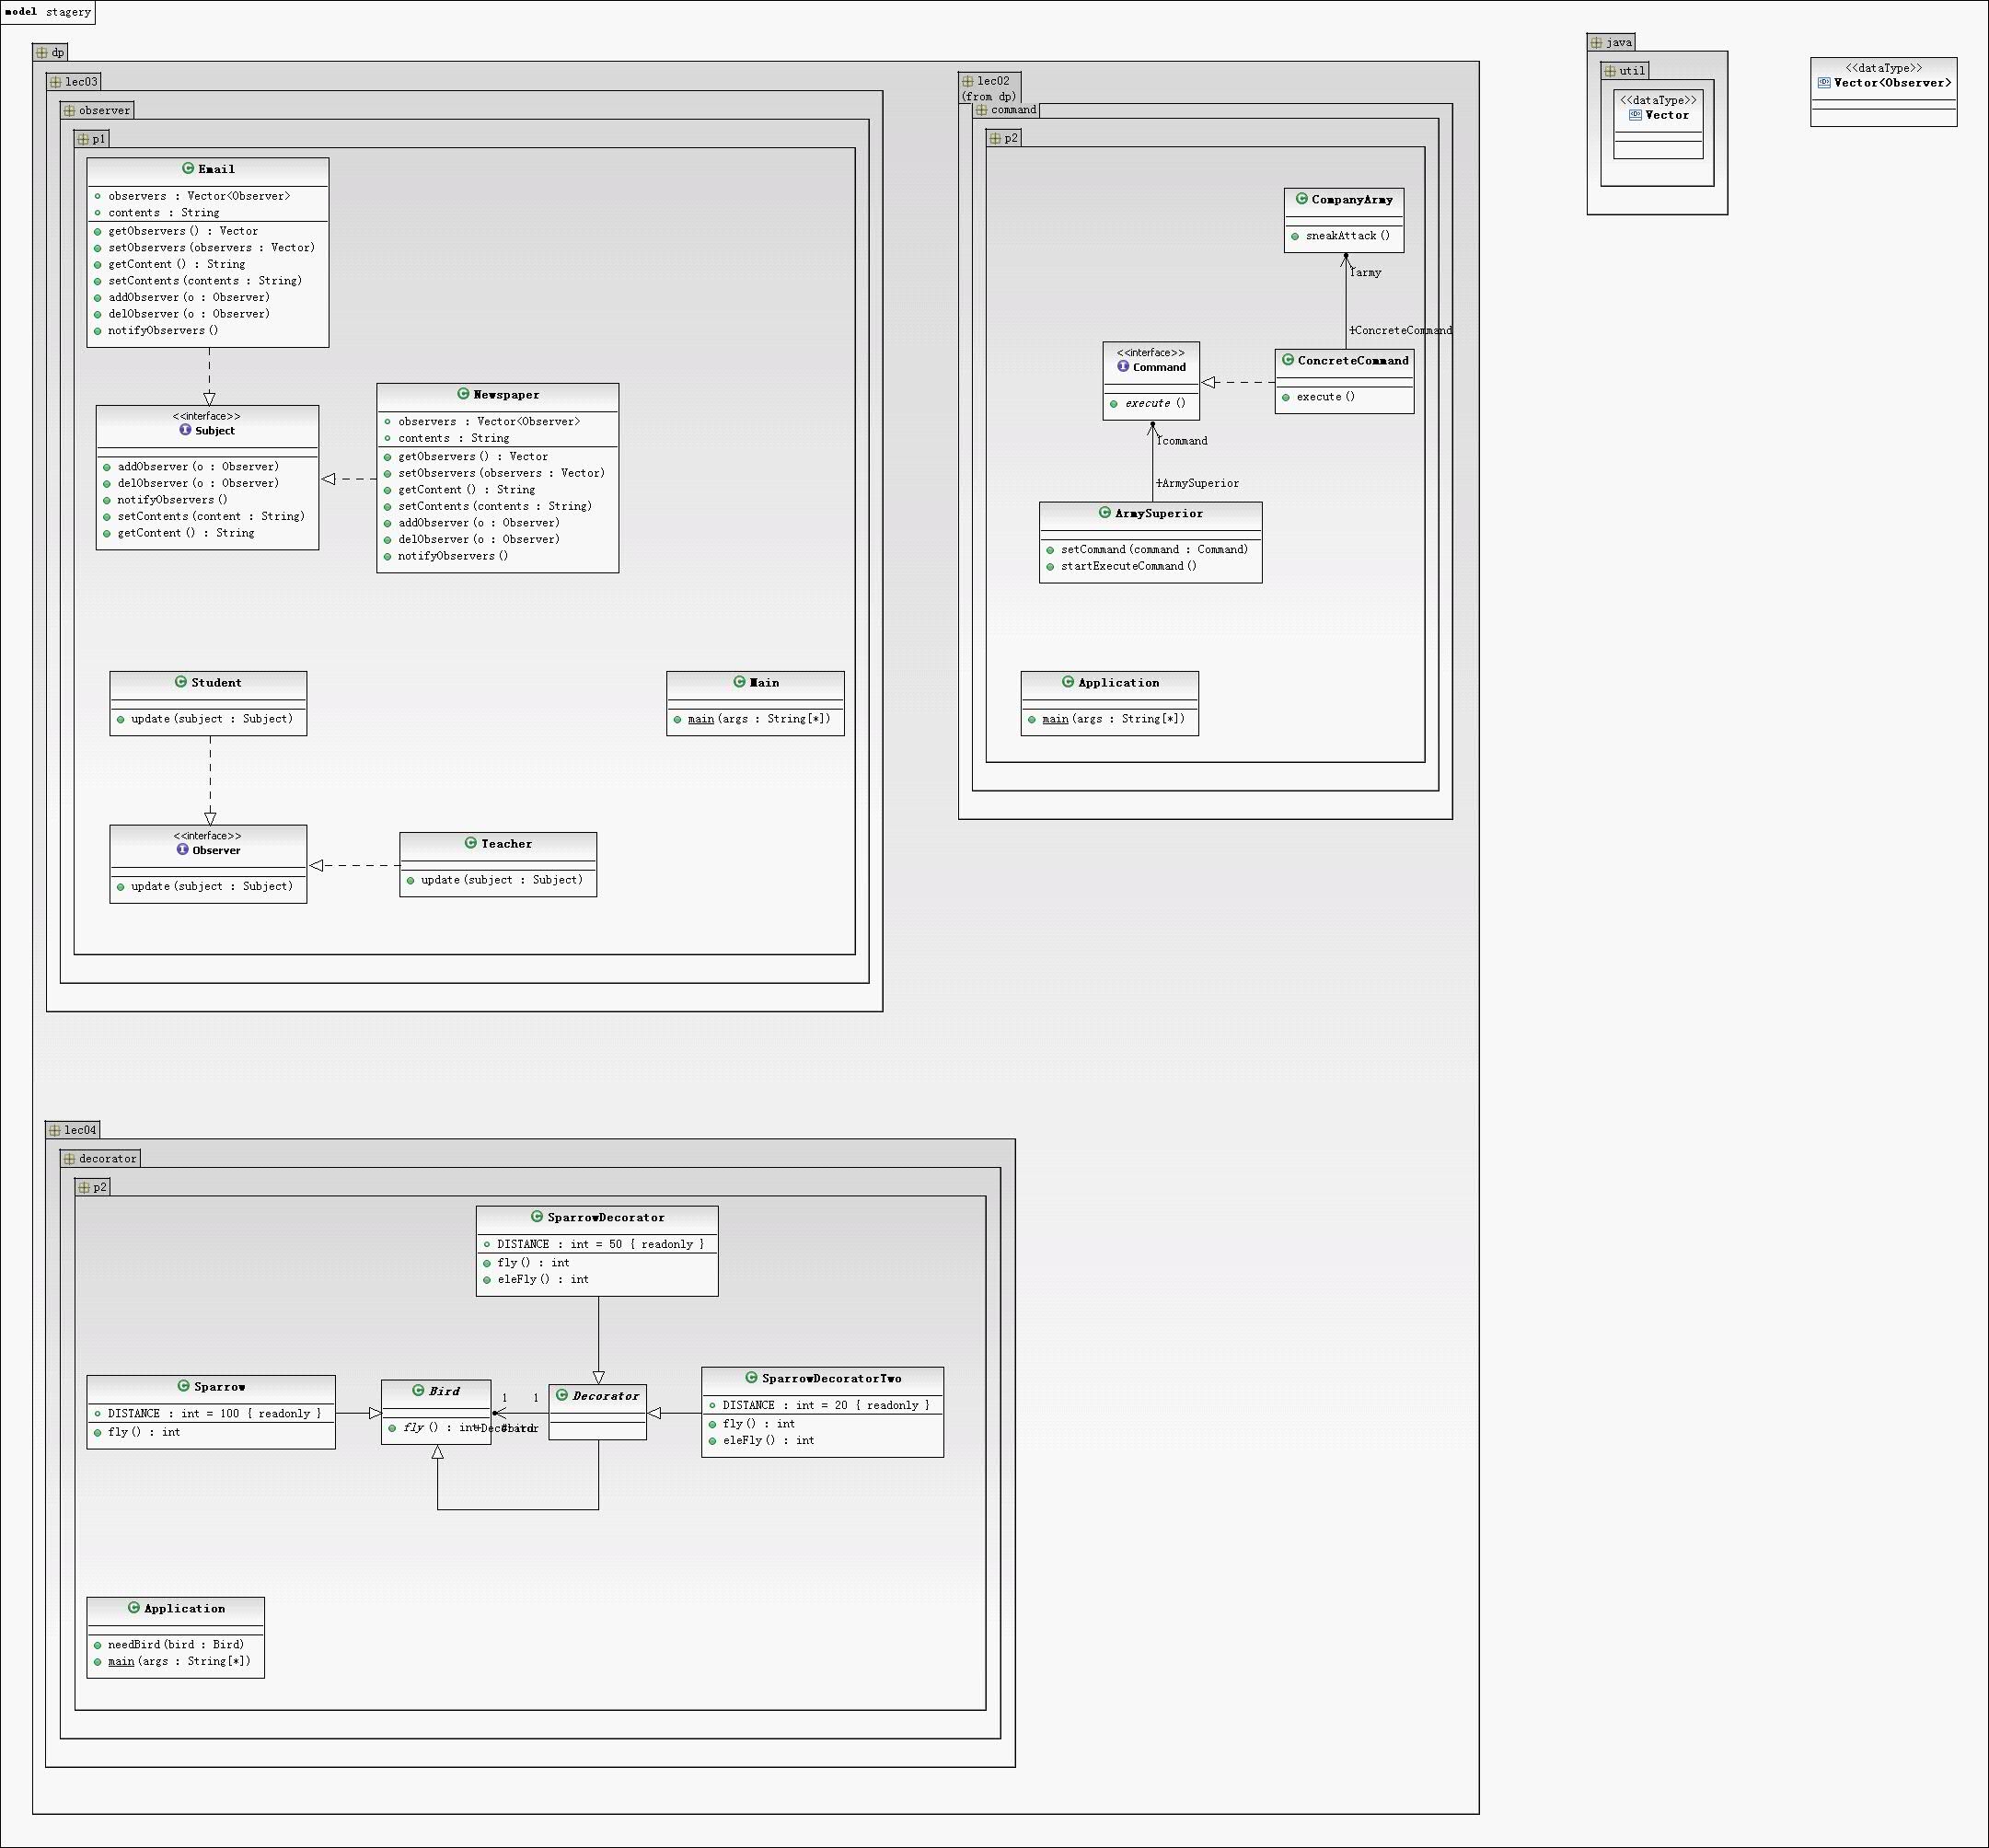 model stagery
dp
lec03
observer
p1
Email
observers : Vector<Observer>
contents : String
getObservers () : Vector
setObservers (observers : Vector)
getContent () : String
setContents (contents : String)
addObserver (o : Observer)
delObserver (o : Observer)
notifyObservers ()
<<interface>>
Subject
addObserver (o : Observer)
delObserver (o : Observer)
notifyObservers ()
setContents (content : String)
getContent () : String
Newspaper
observers : Vector<Observer>
contents : String
getObservers () : Vector
setObservers (observers : Vector)
getContent () : String
setContents (contents : String)
addObserver (o : Observer)
delObserver (o : Observer)
notifyObservers ()
Student
update (subject : Subject)
Main
main (args : String[*])
<<interface>>
Observer
update (subject : Subject)
Teacher
update (subject : Subject)
lec02
(from dp)
command
p2
CompanyArmy
sneakAttack ()
army
+ConcreteCommand
<<interface>>
Command
execute ()
ConcreteCommand
execute ()
command
+ArmySuperior
ArmySuperior
setCommand (command : Command)
startExecuteCommand ()
Application
main (args : String[*])
java
util
<<dataType>>
Vector
<<dataType>>
Vector<Observer>
lec04
decorator
p2
SparrowDecorator
DISTANCE : int = 50 { readonly }
fly () : int
eleFly () : int
Sparrow
DISTANCE : int = 100 { readonly }
fly () : int
Bird
fly () : int
1 1
Decorator
SparrowDecoratorTwo
DISTANCE : int = 20 { readonly }
fly () : int
eleFly () : int
Application
needBird (bird : Bird)
main (args : String[*])